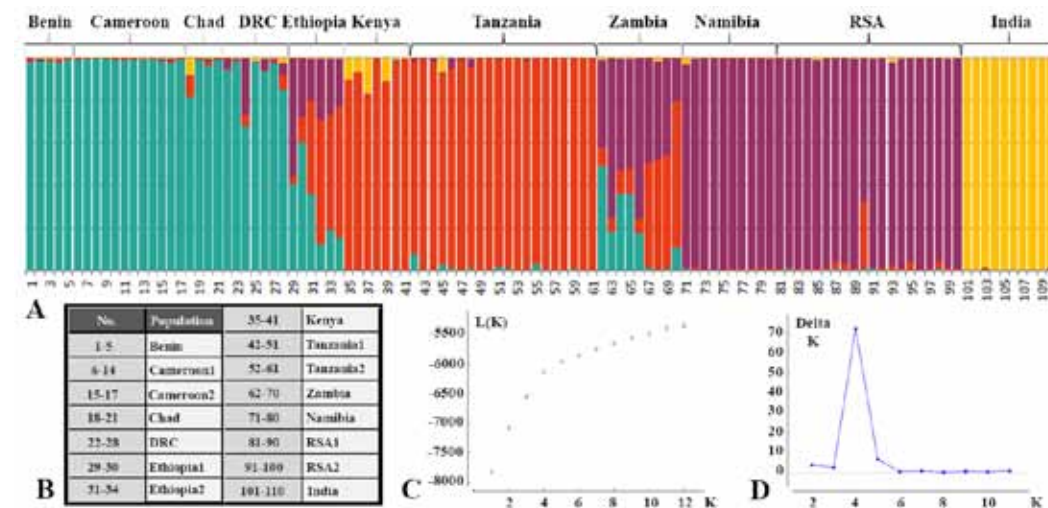 Benin Cameroon Chad DRC Ethiopia Kenya Tanzania Zambia Namibia RSA India
1 3 5 7 9 11 13 15 17 19 21 23 25 27 29 31 33 35 37 39 41 43 45 47 49 51 53 55 57 59 61 63 65 67 69 71 73 75 77 79 81 83 85 87 89 91 93 95 97 99 101 103 105 107 109
A
No. Population 35-41 Kenya
1-5 Benin 42-51 Tanzania1
6-14 Cameroon1 52-61 Tanzania2
15-17 Cameroon2 62-70 Zambia
18-21 Chad 71-80 Namibia
22-28 DRC 81-90 RSA1
29-30 Ethiopia1 91-100 RSA2
31-34 Ethiopia2 101-110 India
B
L(K)
-5500
-6000
-6500
-7000
-7500
-8000
2 4 6 8 10 12 K
C
Delta
K
70
60
50
40
30
20
10
0
2 4 6 8 10 K
D